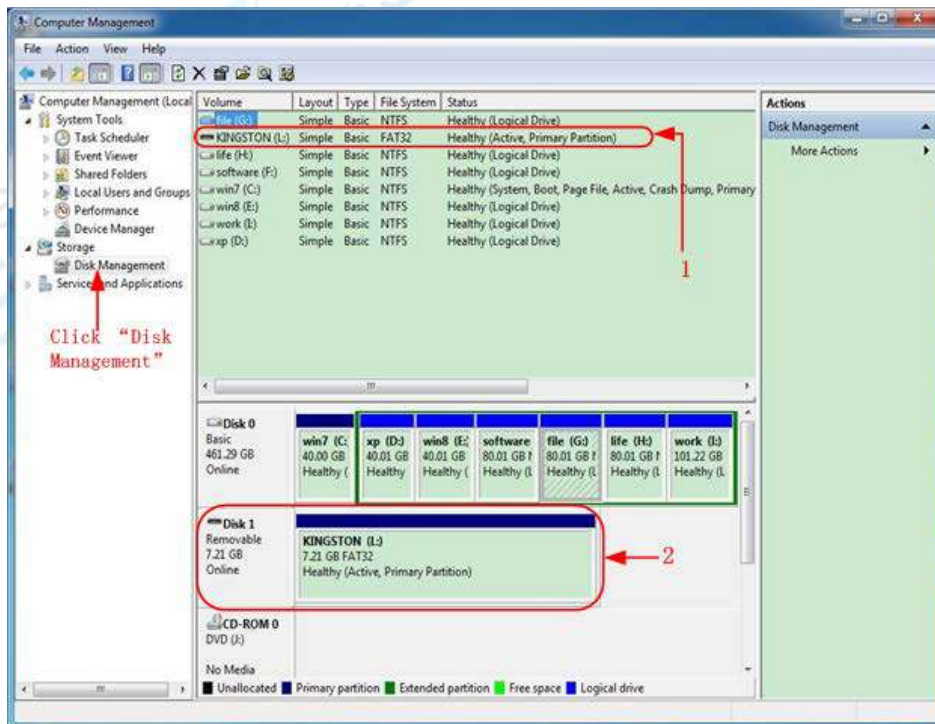 Computer Management
File Action View Help
Computer Management (Local
System Tools
Task Scheduler
Event Viewer
Shared Folders
Local Users and Groups
Performance
Device Manager
Storage
Disk Management
Services and Applications
Click “Disk
Management”
Volume Layout Type File System Status
file (G:) Simple Basic NTFS Healthy (Logical Drive)
KINGSTON (L:) Simple Basic FAT32 Healthy (Active, Primary Partition)
life (H:) Simple Basic NTFS Healthy (Logical Drive)
software (F:) Simple Basic NTFS Healthy (Logical Drive)
win7 (C:) Simple Basic NTFS Healthy (System, Boot, Page File, Active, Crash Dump, Primary
win8 (E:) Simple Basic NTFS Healthy (Logical Drive)
work (I:) Simple Basic NTFS Healthy (Logical Drive)
xp (D:) Simple Basic NTFS Healthy (Logical Drive)
1
Actions
Disk Management
More Actions
Disk 0
Basic
461.29 GB
Online
win7 (C: xp (D:) win8 (E: software file (G:) life (H:) work (I:)
40.00 GB 40.01 GB 40.01 GB 80.01 GB 80.01 GB 80.01 GB 101.22 GB
Healthy ( Healthy Healthy ( Healthy (L Healthy (L Healthy (L Healthy (L
Disk 1
Removable
7.21 GB
Online
KINGSTON (L:)
7.21 GB FAT32
Healthy (Active, Primary Partition)
2
CD-ROM 0
DVD (J:)
No Media
Unallocated Primary partition Extended partition Free space Logical drive